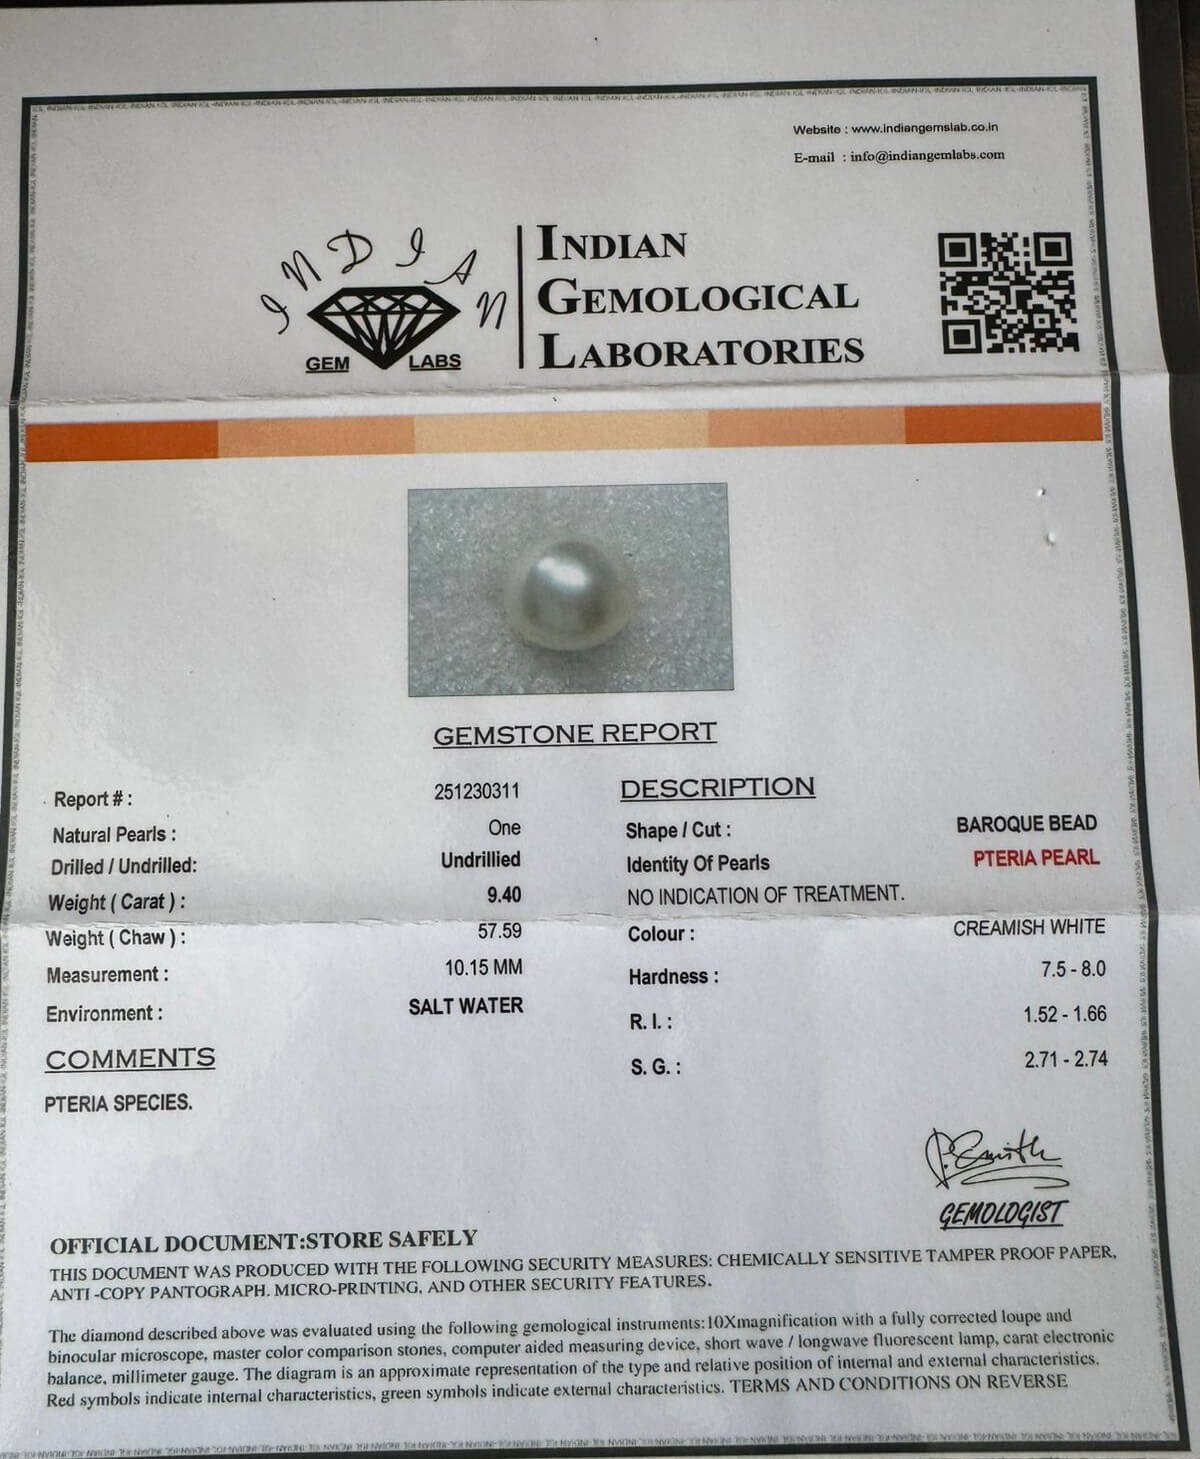 Website : www.indiangemslab.co.in
E-mail : info@indiangemlabs.com
INDIAN
GEM LABS
INDIAN
GEMOLOGICAL
LABORATORIES
GEMSTONE REPORT
Report # : 251230311
Natural Pearls : One
Drilled / Undrilled: Undrillied
Weight ( Carat ) : 9.40
Weight ( Chaw ) : 57.59
Measurement : 10.15 MM
Environment : SALT WATER
COMMENTS
PTERIA SPECIES.
DESCRIPTION
Shape / Cut : BAROQUE BEAD
Identity Of Pearls PTERIA PEARL
NO INDICATION OF TREATMENT.
Colour : CREAMISH WHITE
Hardness : 7.5 - 8.0
R. I. : 1.52 - 1.66
S. G. : 2.71 - 2.74
P. Smith
GEMOLOGIST
OFFICIAL DOCUMENT:STORE SAFELY
THIS DOCUMENT WAS PRODUCED WITH THE FOLLOWING SECURITY MEASURES: CHEMICALLY SENSITIVE TAMPER PROOF PAPER,
ANTI -COPY PANTOGRAPH. MICRO-PRINTING, AND OTHER SECURITY FEATURES.
The diamond described above was evaluated using the following gemological instruments:10Xmagnification with a fully corrected loupe and
binocular microscope, master color comparison stones, computer aided measuring device, short wave / longwave fluorescent lamp, carat electronic
balance, millimeter gauge. The diagram is an approximate representation of the type and relative position of internal and external characteristics.
Red symbols indicate internal characteristics, green symbols indicate external characteristics. TERMS AND CONDITIONS ON REVERSE